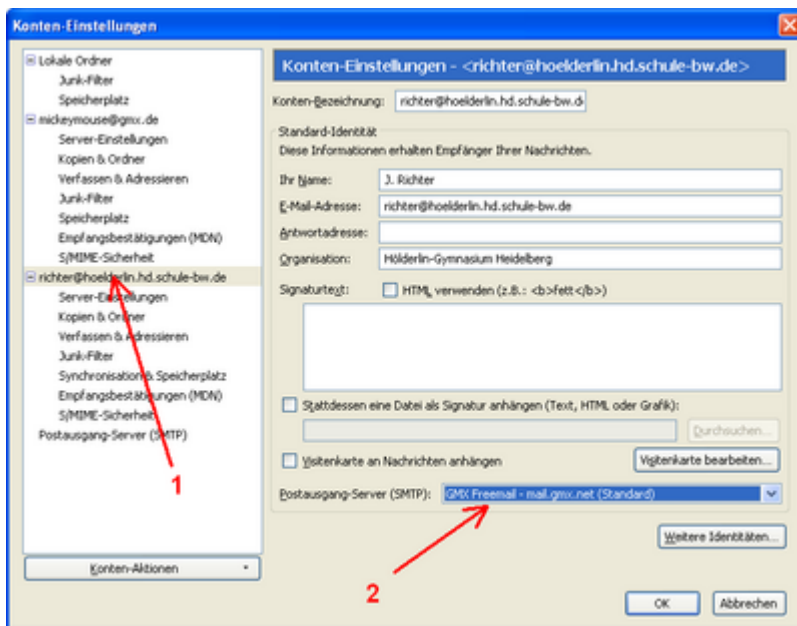 Konten-Einstellungen
Lokale Ordner
Junk-Filter
Speicherplatz
mickeymouse@gmx.de
Server-Einstellungen
Kopien & Ordner
Verfassen & Adressieren
Junk-Filter
Speicherplatz
Empfangsbestätigungen (MDN)
S/MIME-Sicherheit
richter@hoelderlin.hd.schule-bw.de
Server-Einstellungen
Kopien & Ordner
Verfassen & Adressieren
Junk-Filter
Synchronisation & Speicherplatz
Empfangsbestätigungen (MDN)
S/MIME-Sicherheit
Postausgang-Server (SMTP)
1
Konten-Aktionen
Konten-Einstellungen - <richter@hoelderlin.hd.schule-bw.de>
Konten-Bezeichnung: richter@hoelderlin.hd.schule-bw.d
Standard-Identität
Diese Informationen erhalten Empfänger Ihrer Nachrichten.
Ihr Name: J. Richter
E-Mail-Adresse: richter@hoelderlin.hd.schule-bw.de
Antwortadresse:
Organisation: Hölderlin-Gymnasium Heidelberg
Signaturtext: HTML verwenden (z.B.: <b>fett</b>)
Stattdessen eine Datei als Signatur anhängen (Text, HTML oder Grafik):
Durchsuchen...
Visitenkarte an Nachrichten anhängen Visitenkarte bearbeiten...
Postausgang-Server (SMTP): GMX Freemail - mail.gmx.net (Standard)
Weitere Identitäten...
2
OK Abbrechen